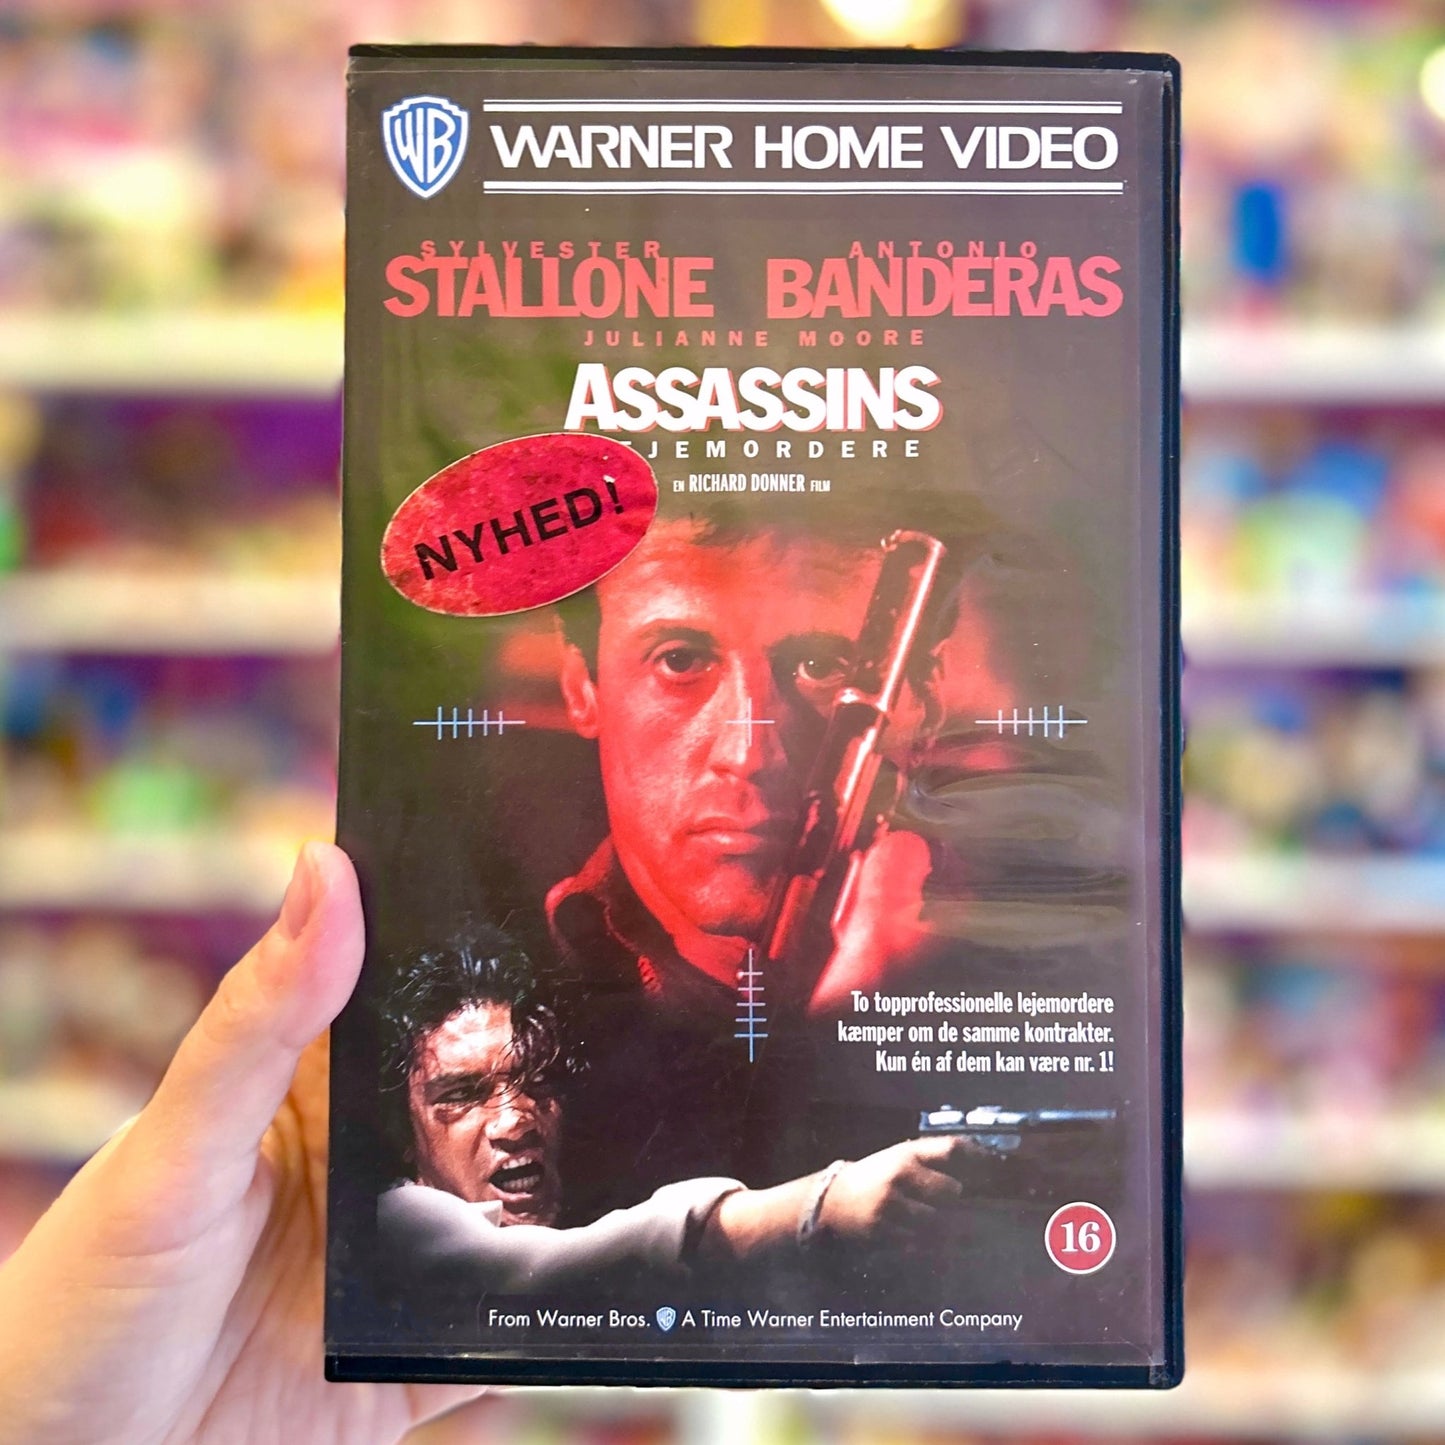 WB WARNER HOME VIDEO
SYLVESTER ANTONIO
STALLONE BANDERAS
JULIANNE MOORE
ASSASSINS
EJEMORDERE
EN RICHARD DONNER FILM
NYHED!
To topprofessionelle lejemordere
kæmper om de samme kontrakter.
Kun én af dem kan være nr. 1!
16
From Warner Bros. WB A Time Warner Entertainment Company